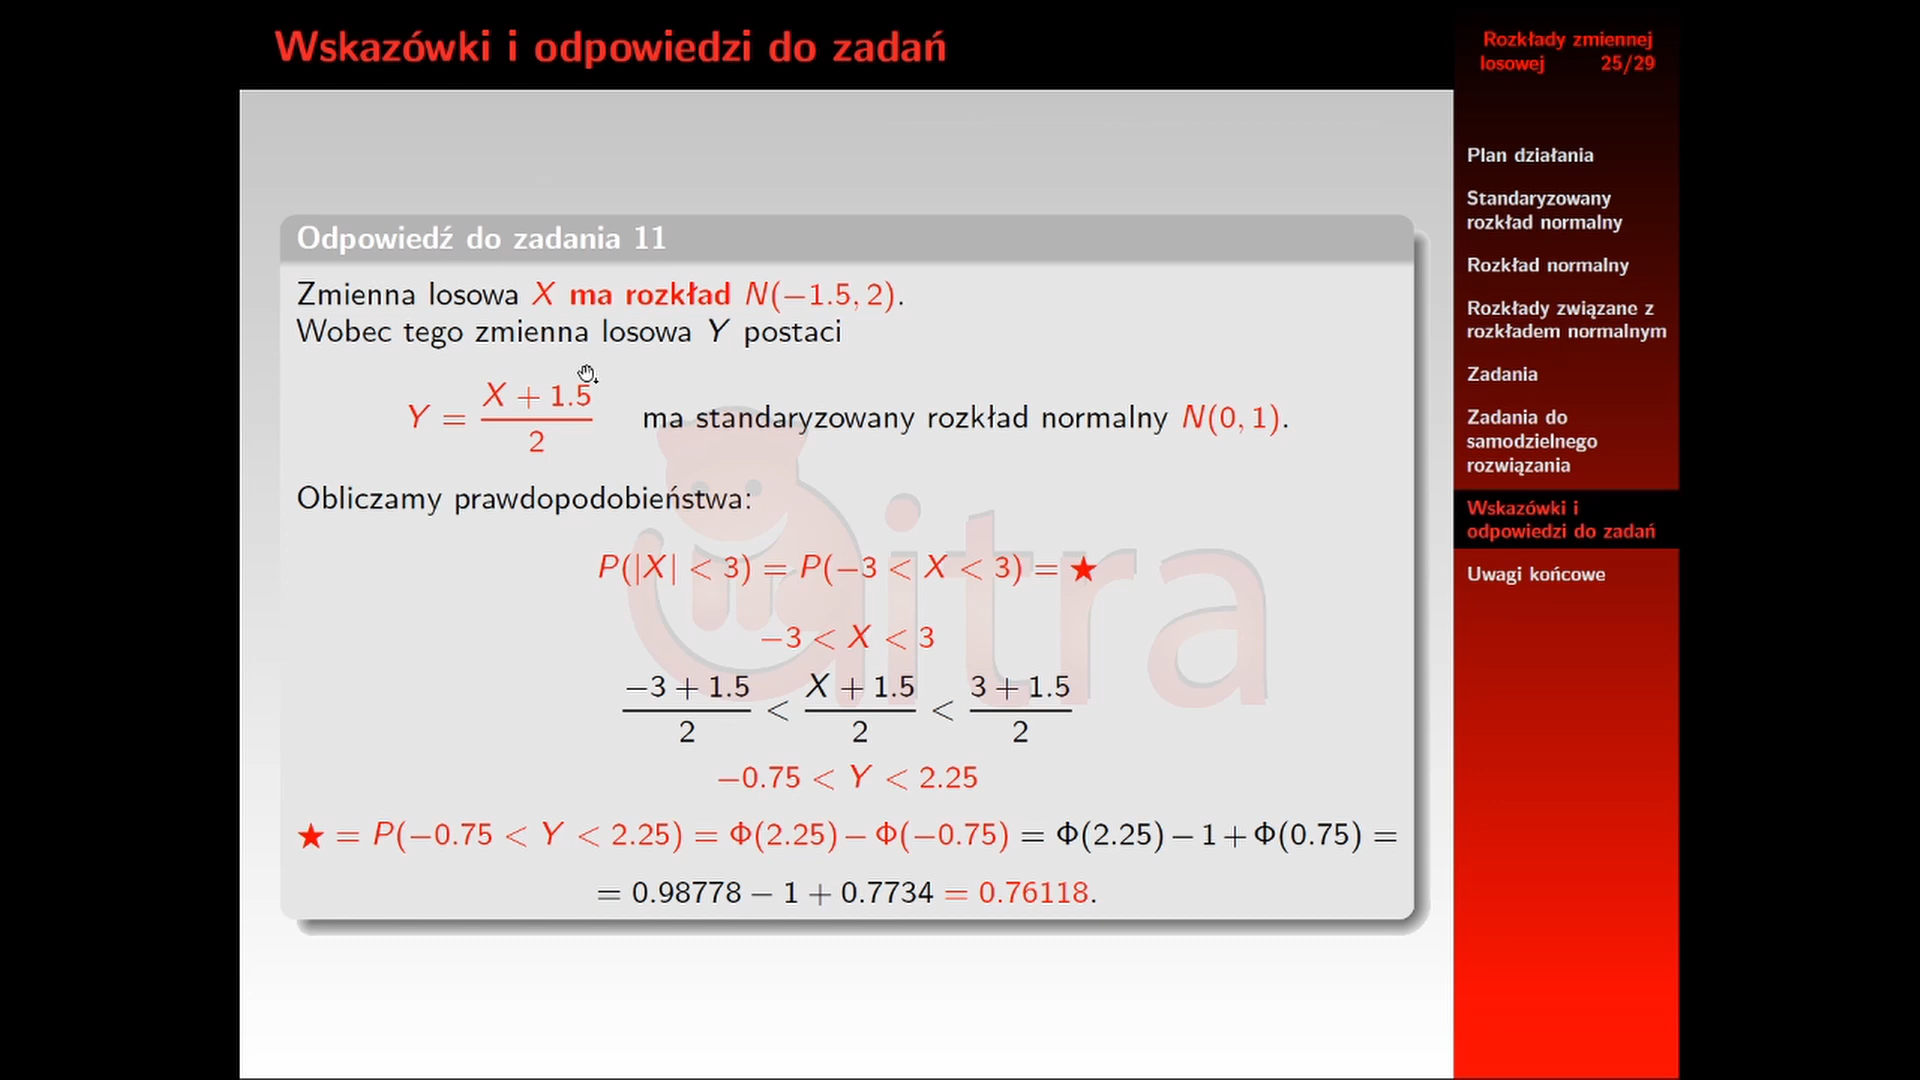 Wskazówki i odpowiedzi do zadań
Rozkłady zmiennej
losowej 25/29
Plan działania
Standaryzowany
rozkład normalny
Rozkład normalny
Rozkłady związane z
rozkładem normalnym
Zadania
Zadania do
samodzielnego
rozwiązania
Wskazówki i
odpowiedzi do zadań
Uwagi końcowe
Odpowiedź do zadania 11
Zmienna losowa X ma rozkład N(−1.5, 2).
Wobec tego zmienna losowa Y postaci
Y = \frac{X + 1.5}{2} ma standaryzowany rozkład normalny N(0, 1).
Obliczamy prawdopodobieństwa:
P(|X| < 3) = P(−3 < X < 3) = ★
−3 < X < 3
\frac{−3 + 1.5}{2} < \frac{X + 1.5}{2} < \frac{3 + 1.5}{2}
−0.75 < Y < 2.25
★ = P(−0.75 < Y < 2.25) = Φ(2.25) − Φ(−0.75) = Φ(2.25) − 1 + Φ(0.75) =
= 0.98778 − 1 + 0.7734 = 0.76118.
itra